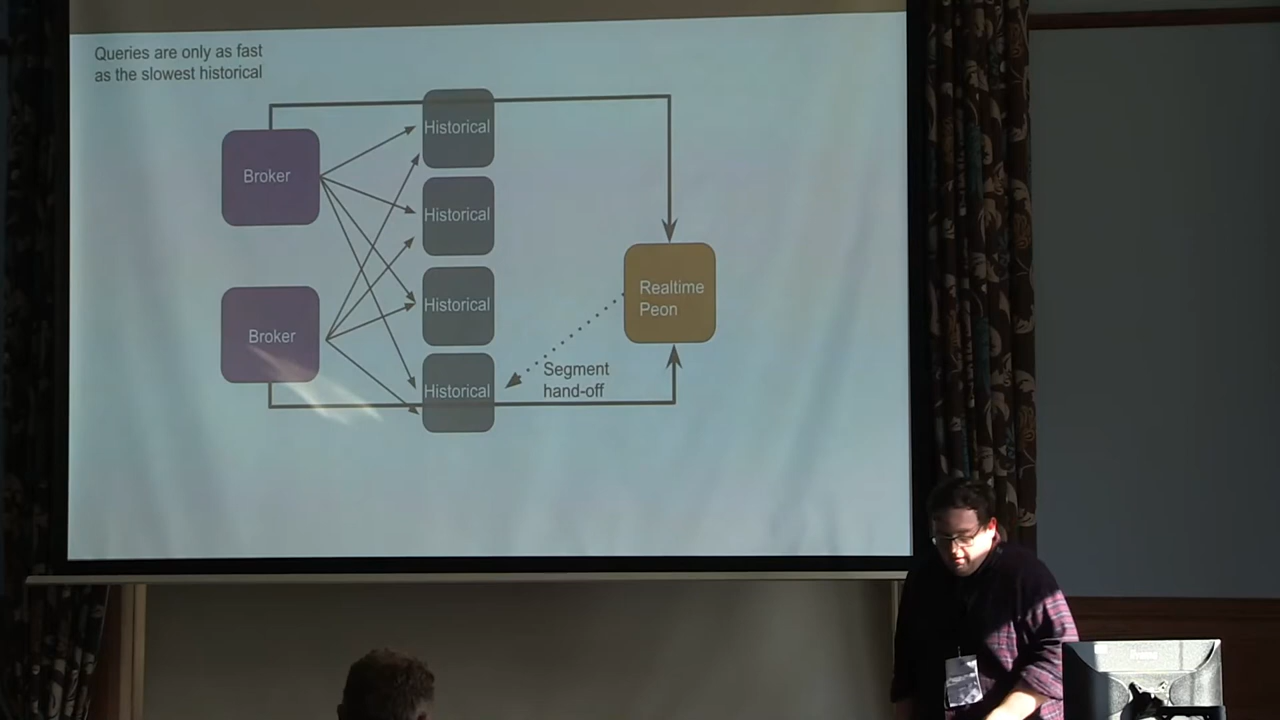 Queries are only as fast
as the slowest historical
Historical
Broker
Historical
Realtime
Peon
Historical
Broker
Segment
hand-off
Historical